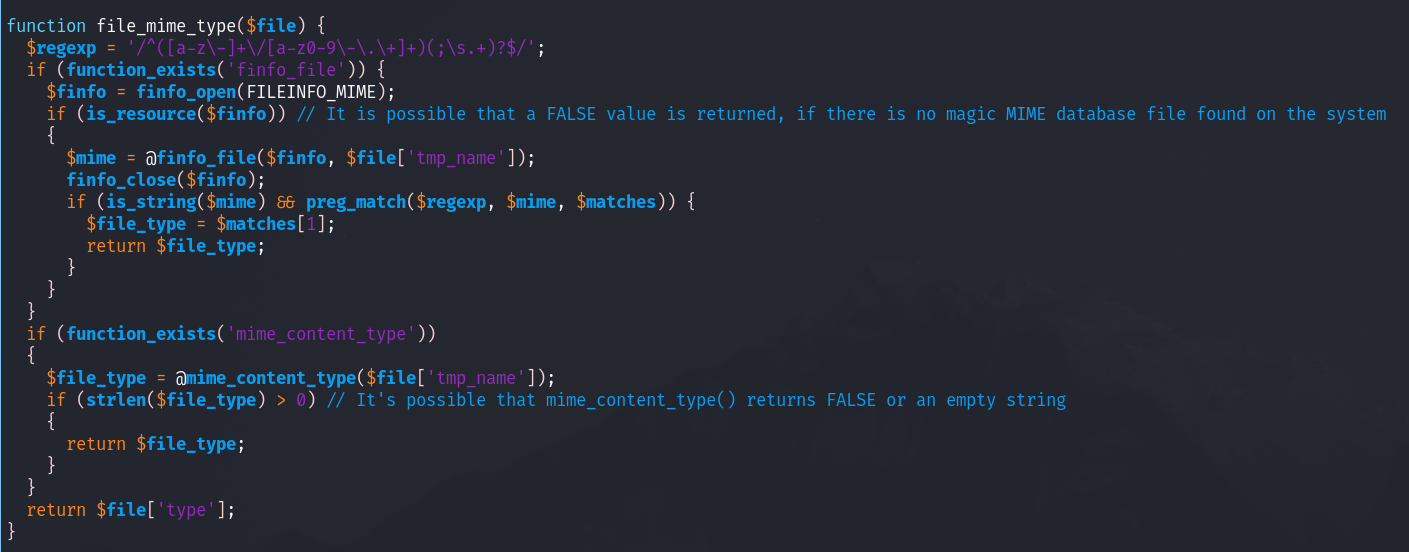 function file_mime_type($file) {
  $regexp = '/^([a-z\-]+\/[a-z0-9\-\.\+]+)(;\s.+)?$/';
  if (function_exists('finfo_file')) {
    $finfo = finfo_open(FILEINFO_MIME);
    if (is_resource($finfo)) // It is possible that a FALSE value is returned, if there is no magic MIME database file found on the system
    {
      $mime = @finfo_file($finfo, $file['tmp_name']);
      finfo_close($finfo);
      if (is_string($mime) && preg_match($regexp, $mime, $matches)) {
        $file_type = $matches[1];
        return $file_type;
      }
    }
  }
  if (function_exists('mime_content_type'))
  {
    $file_type = @mime_content_type($file['tmp_name']);
    if (strlen($file_type) > 0) // It's possible that mime_content_type() returns FALSE or an empty string
    {
      return $file_type;
    }
  }
  return $file['type'];
}